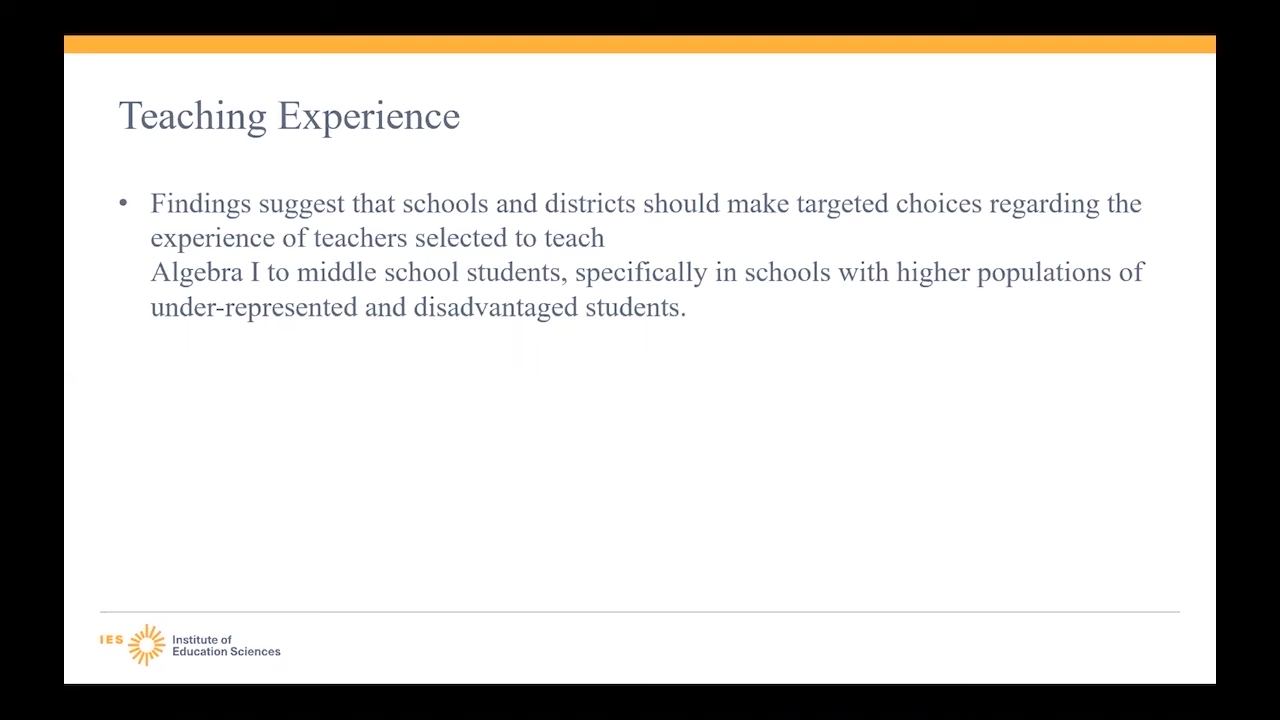 Teaching Experience
• Findings suggest that schools and districts should make targeted choices regarding the
experience of teachers selected to teach
Algebra I to middle school students, specifically in schools with higher populations of
under-represented and disadvantaged students.
IES
Institute of
Education Sciences